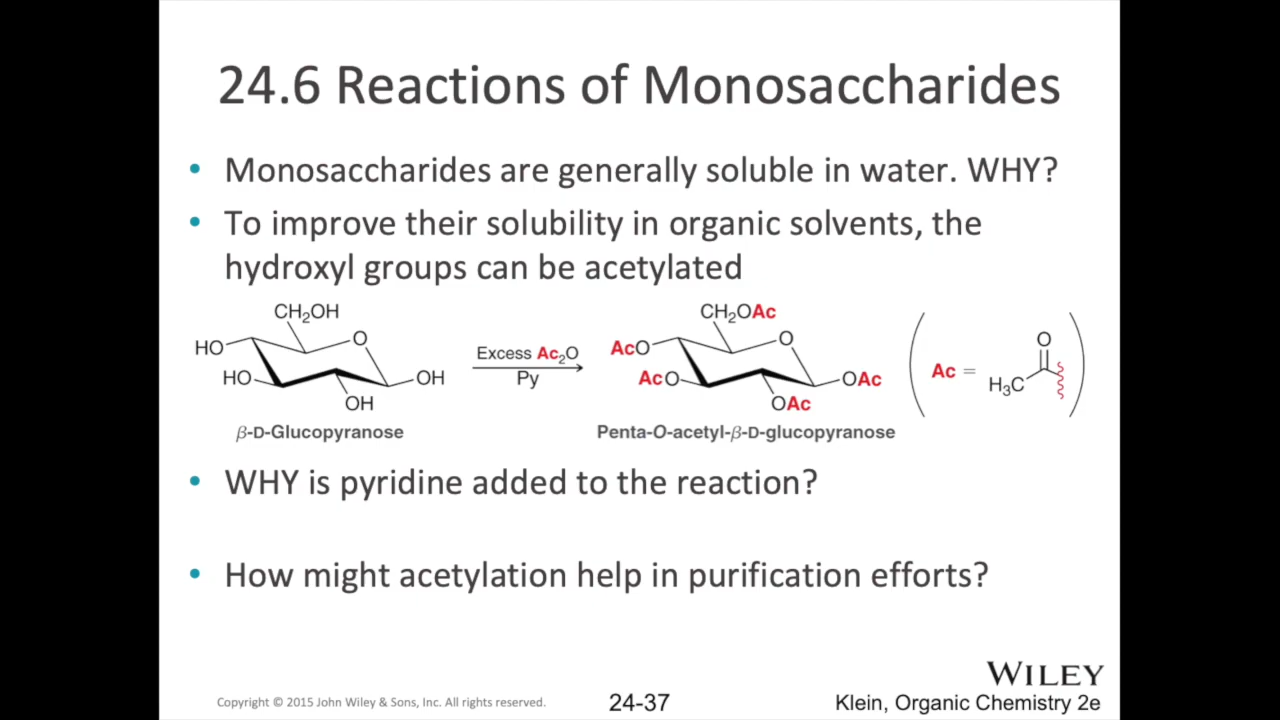 24.6 Reactions of Monosaccharides
• Monosaccharides are generally soluble in water. WHY?
• To improve their solubility in organic solvents, the
hydroxyl groups can be acetylated
CH₂OH
HO
O
HO
OH
OH
β-D-Glucopyranose
Excess Ac₂O
Py
CH₂OAc
AcO
O
AcO
OAc
OAc
Penta-O-acetyl-β-D-glucopyranose
Ac =
O
H₃C
• WHY is pyridine added to the reaction?
• How might acetylation help in purification efforts?
WILEY
Copyright © 2015 John Wiley & Sons, Inc. All rights reserved.
24-37
Klein, Organic Chemistry 2e